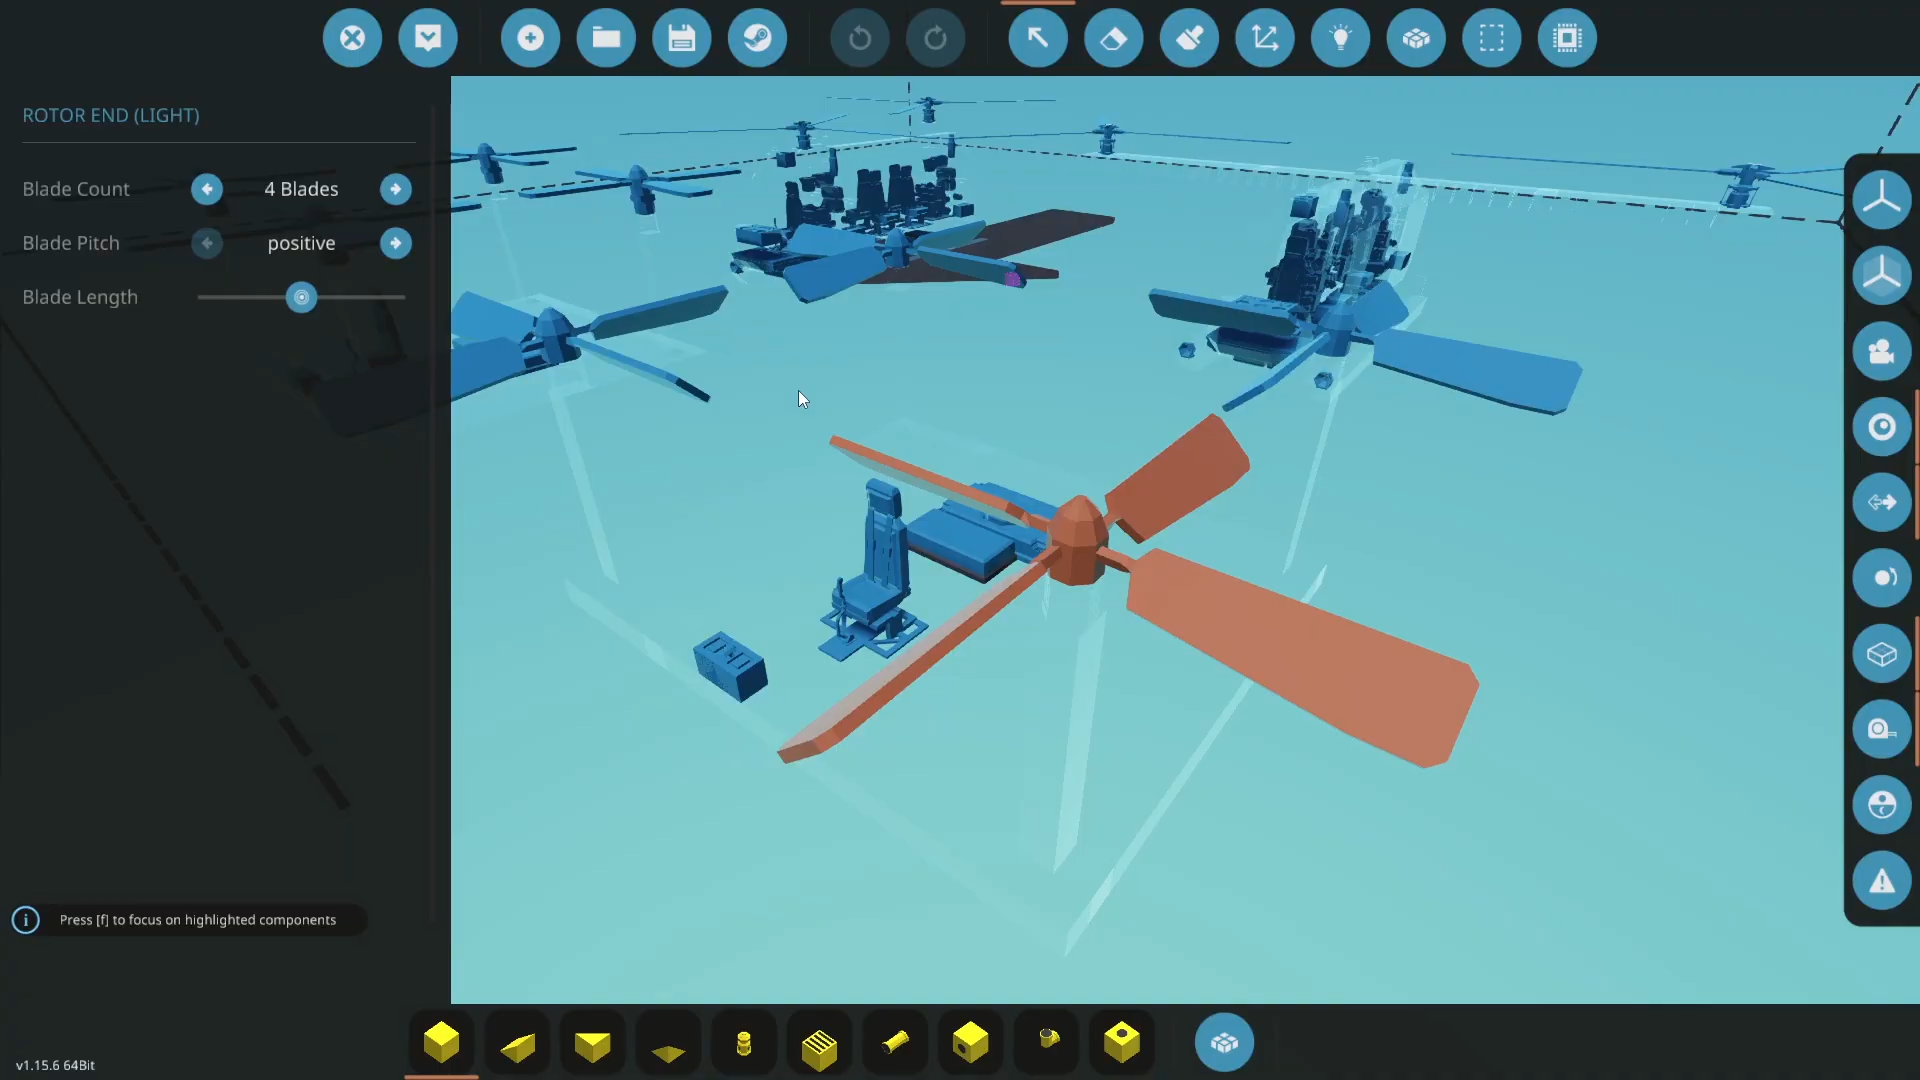 ROTOR END (LIGHT)
Blade Count 4 Blades
Blade Pitch positive
Blade Length
Press [f] to focus on highlighted components
v1.15.6 64Bit